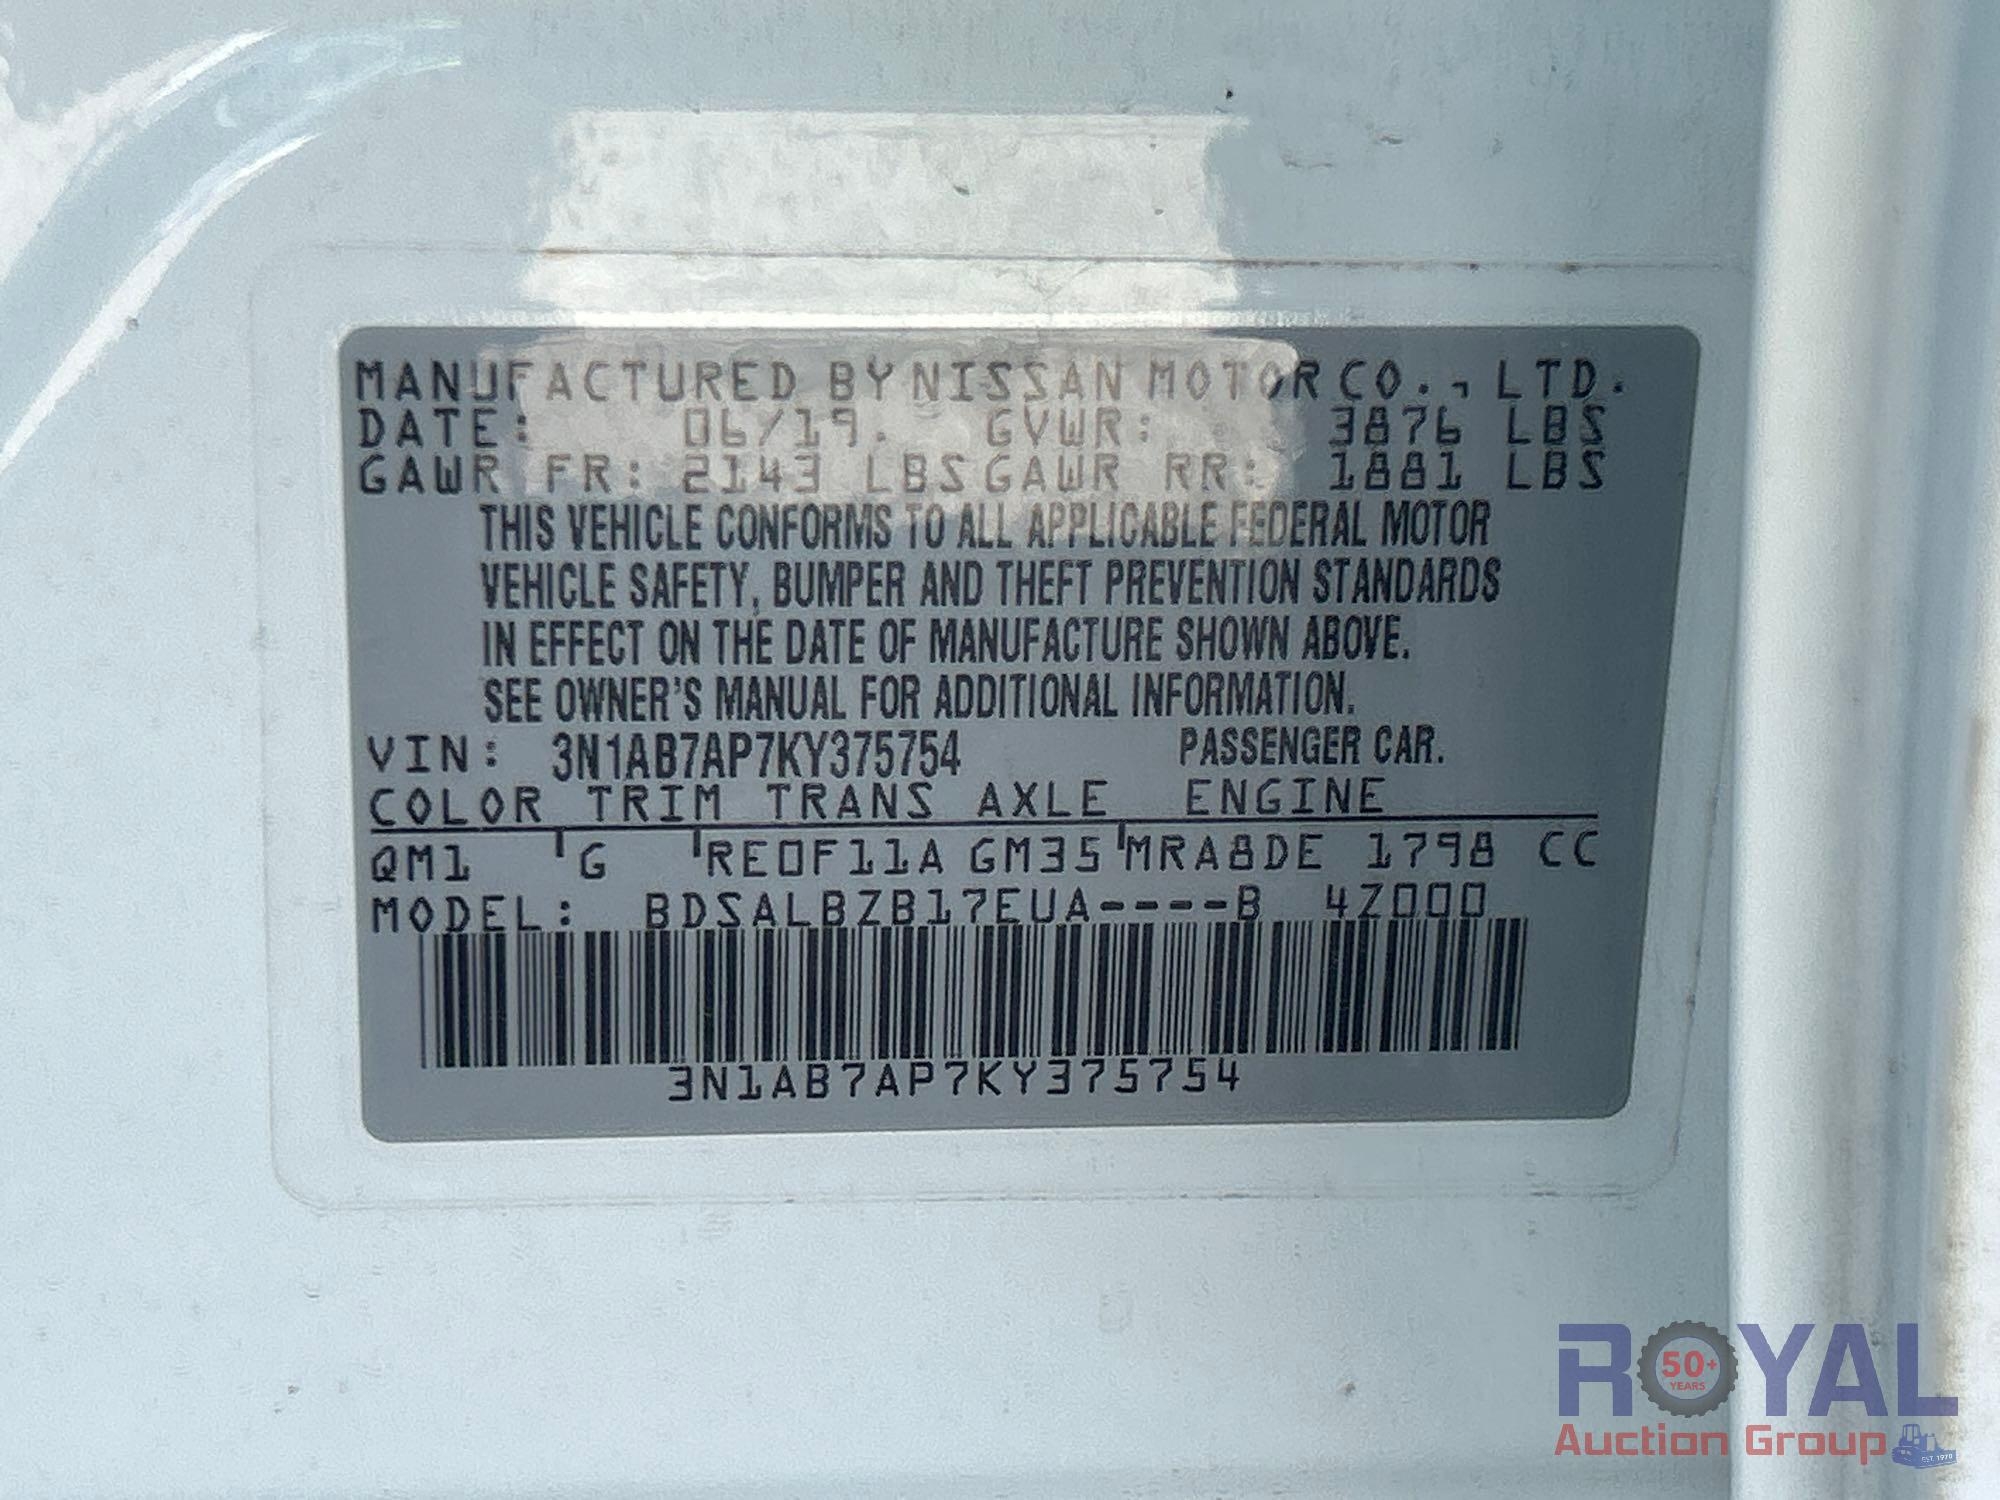 MANUFACTURED BY NISSAN MOTOR CO., LTD.
DATE: 06/19. GVWR: 3876 LBS
GAWR FR: 2143 LBS GAWR RR: 1881 LBS
THIS VEHICLE CONFORMS TO ALL APPLICABLE FEDERAL MOTOR
VEHICLE SAFETY, BUMPER AND THEFT PREVENTION STANDARDS
IN EFFECT ON THE DATE OF MANUFACTURE SHOWN ABOVE.
SEE OWNER'S MANUAL FOR ADDITIONAL INFORMATION.
VIN: 3N1AB7AP7KY375754 PASSENGER CAR.
COLOR TRIM TRANS AXLE ENGINE
QM1 G RE0F11A GM35 MRA8DE 1798 CC
MODEL: BDSALBZB17EUA----B 4Z000
3N1AB7AP7KY375754
ROYAL
50+
YEARS
Auction Group
EST. 1970